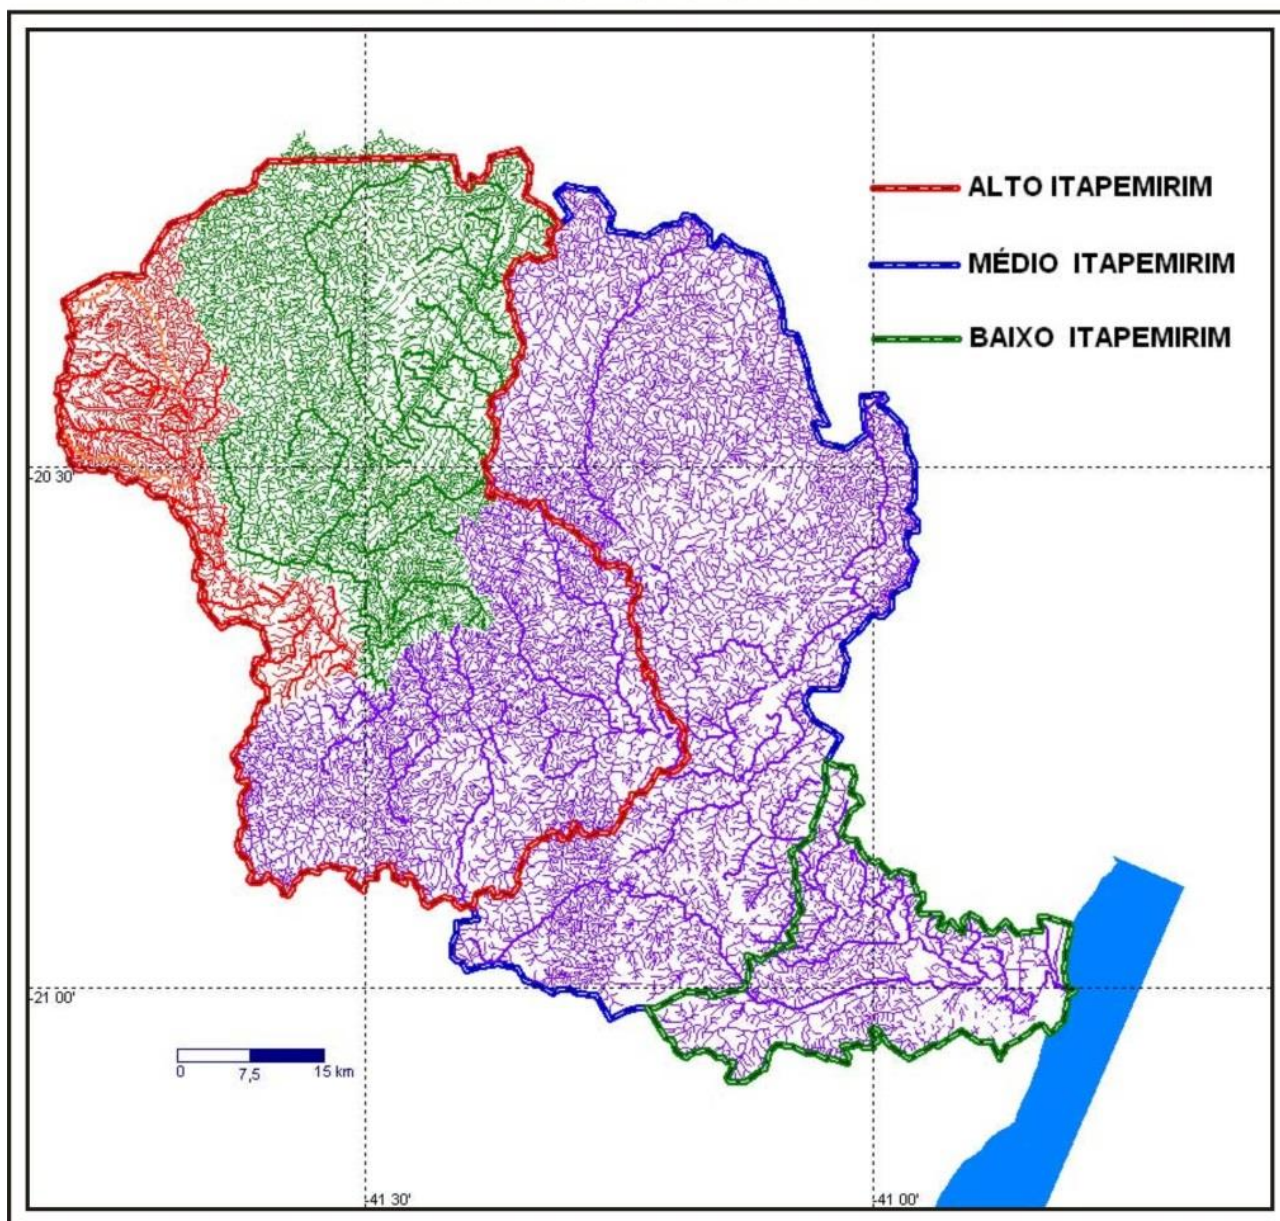 ALTO ITAPEMIRIM
MÉDIO ITAPEMIRIM
BAIXO ITAPEMIRIM
-20 30'
-21 00'
0 7,5 15 km
-41 30'
-41 00'